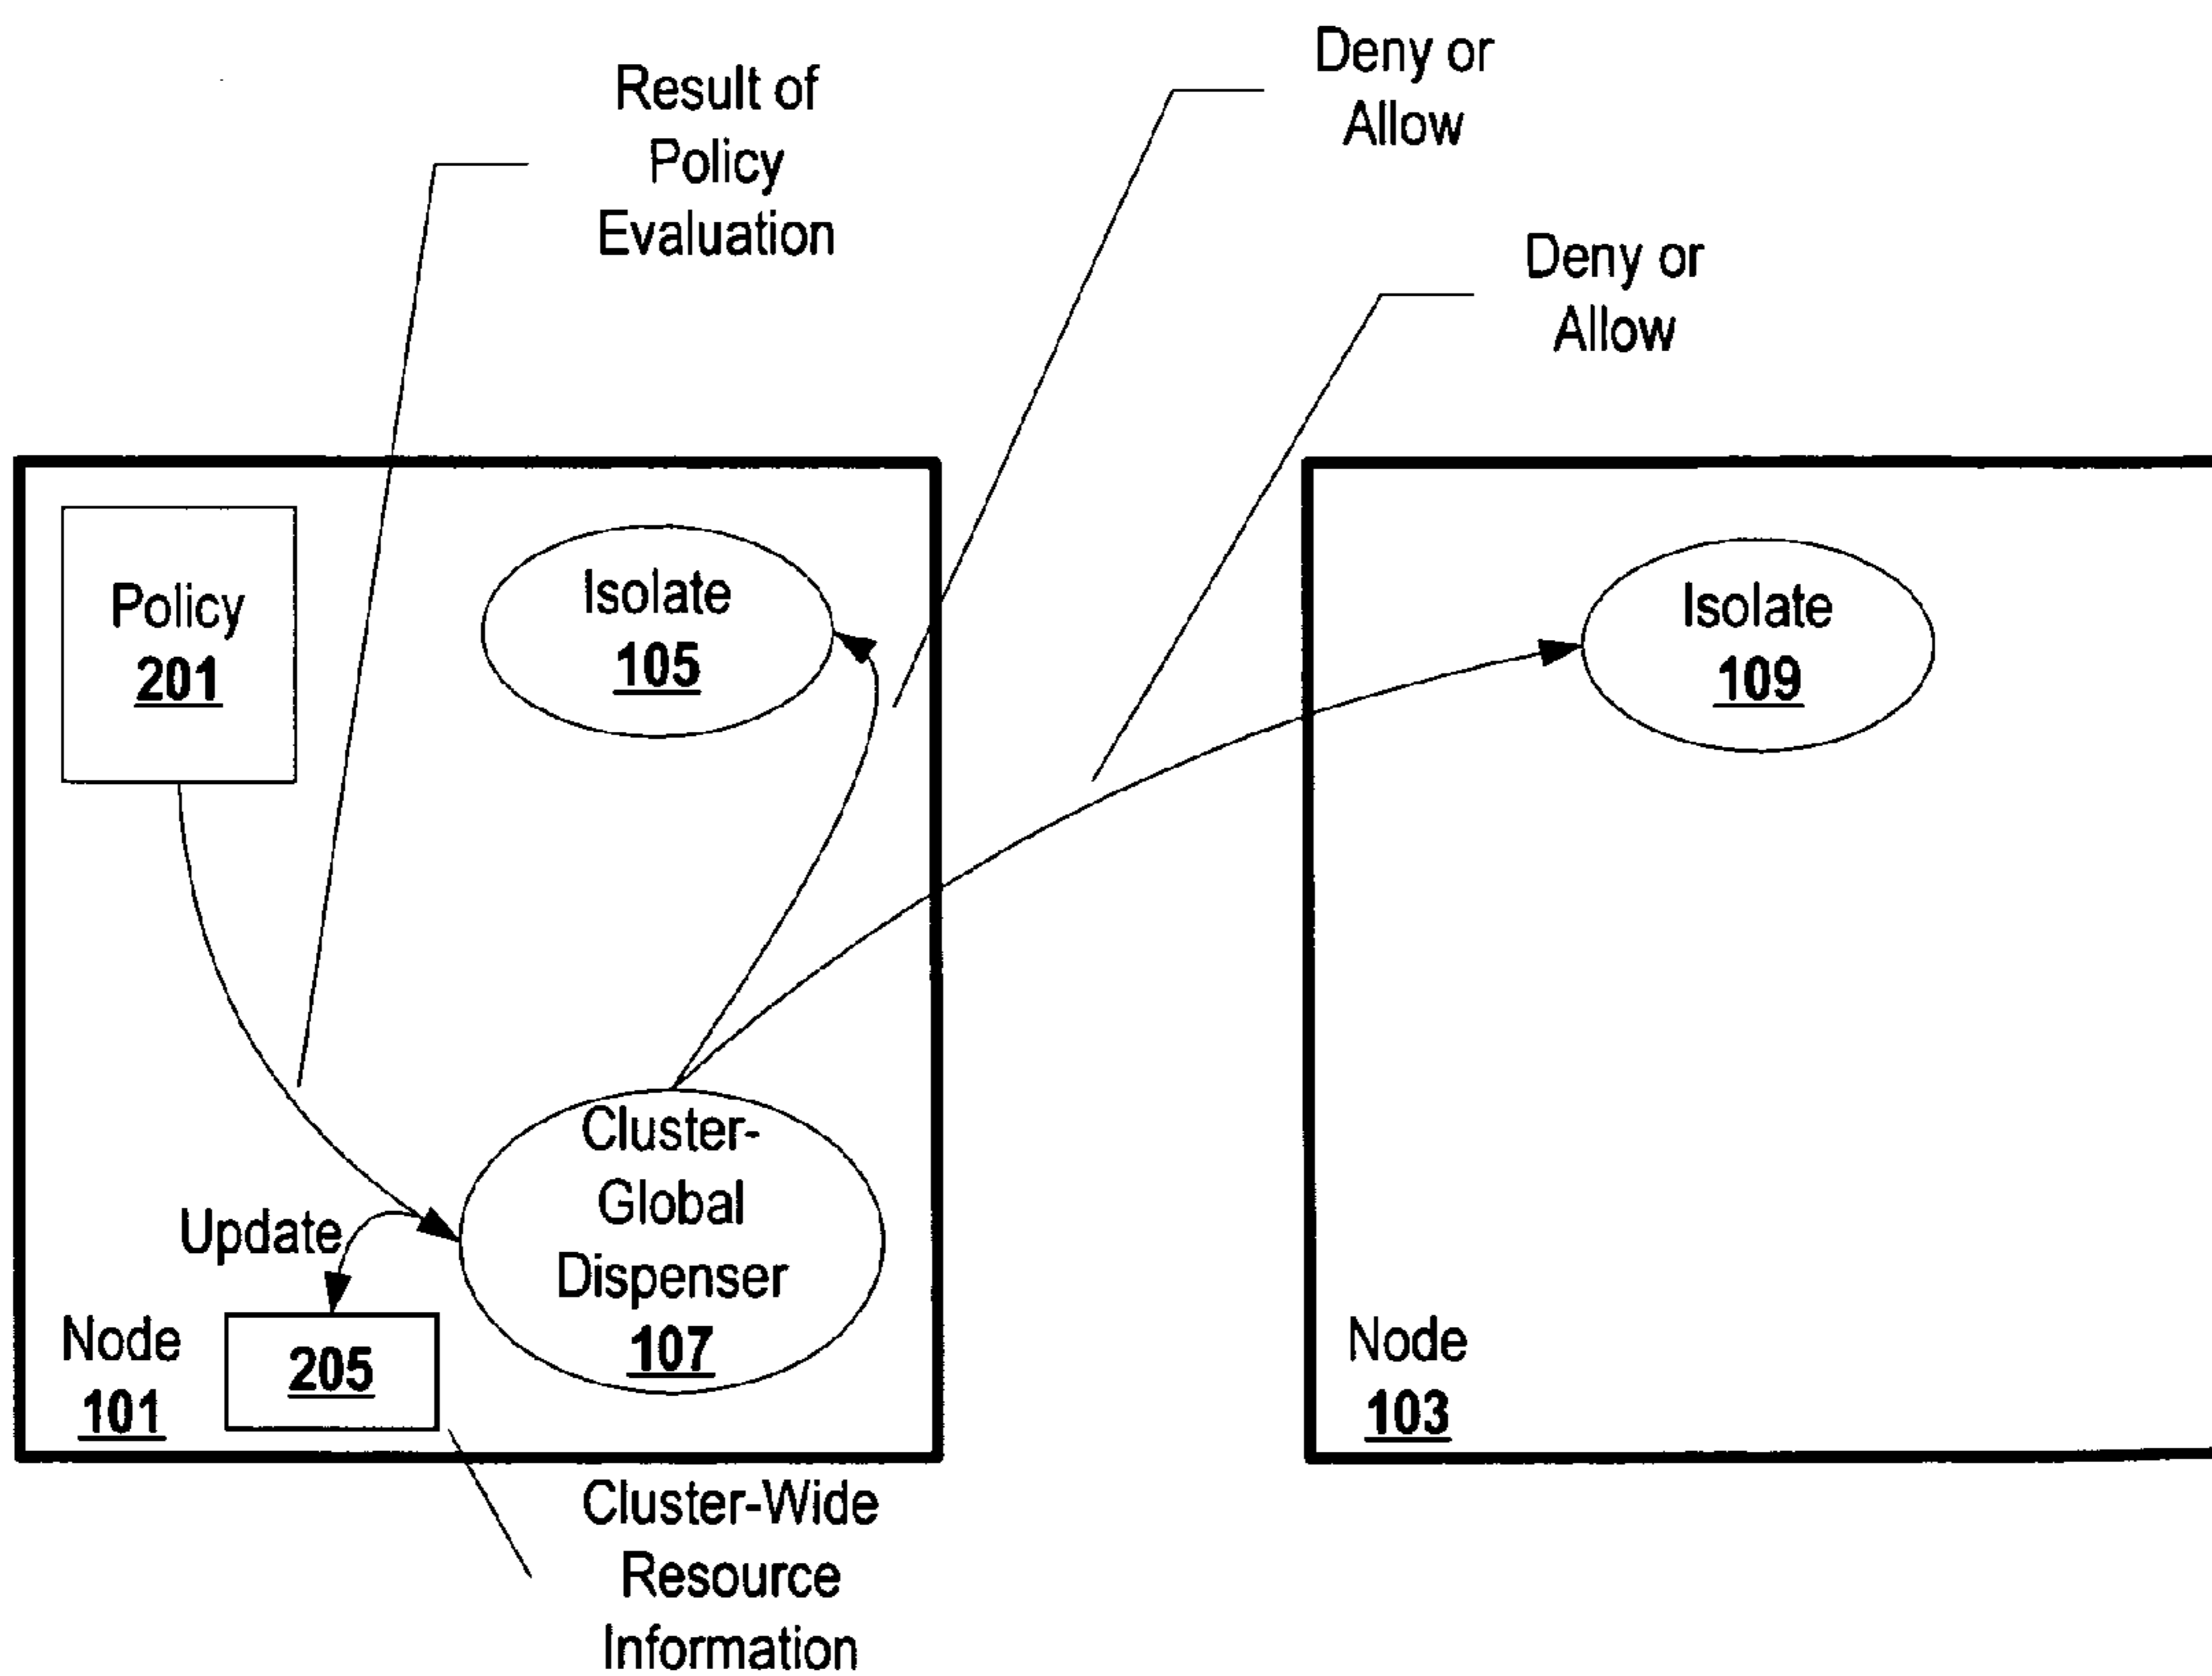 Result of
Policy
Evaluation
Deny or
Allow
Deny or
Allow
Policy
201
Isolate
105
Isolate
109
Cluster-
Global
Dispenser
107
Update
205
Node
101
Node
103
Cluster-Wide
Resource
Information